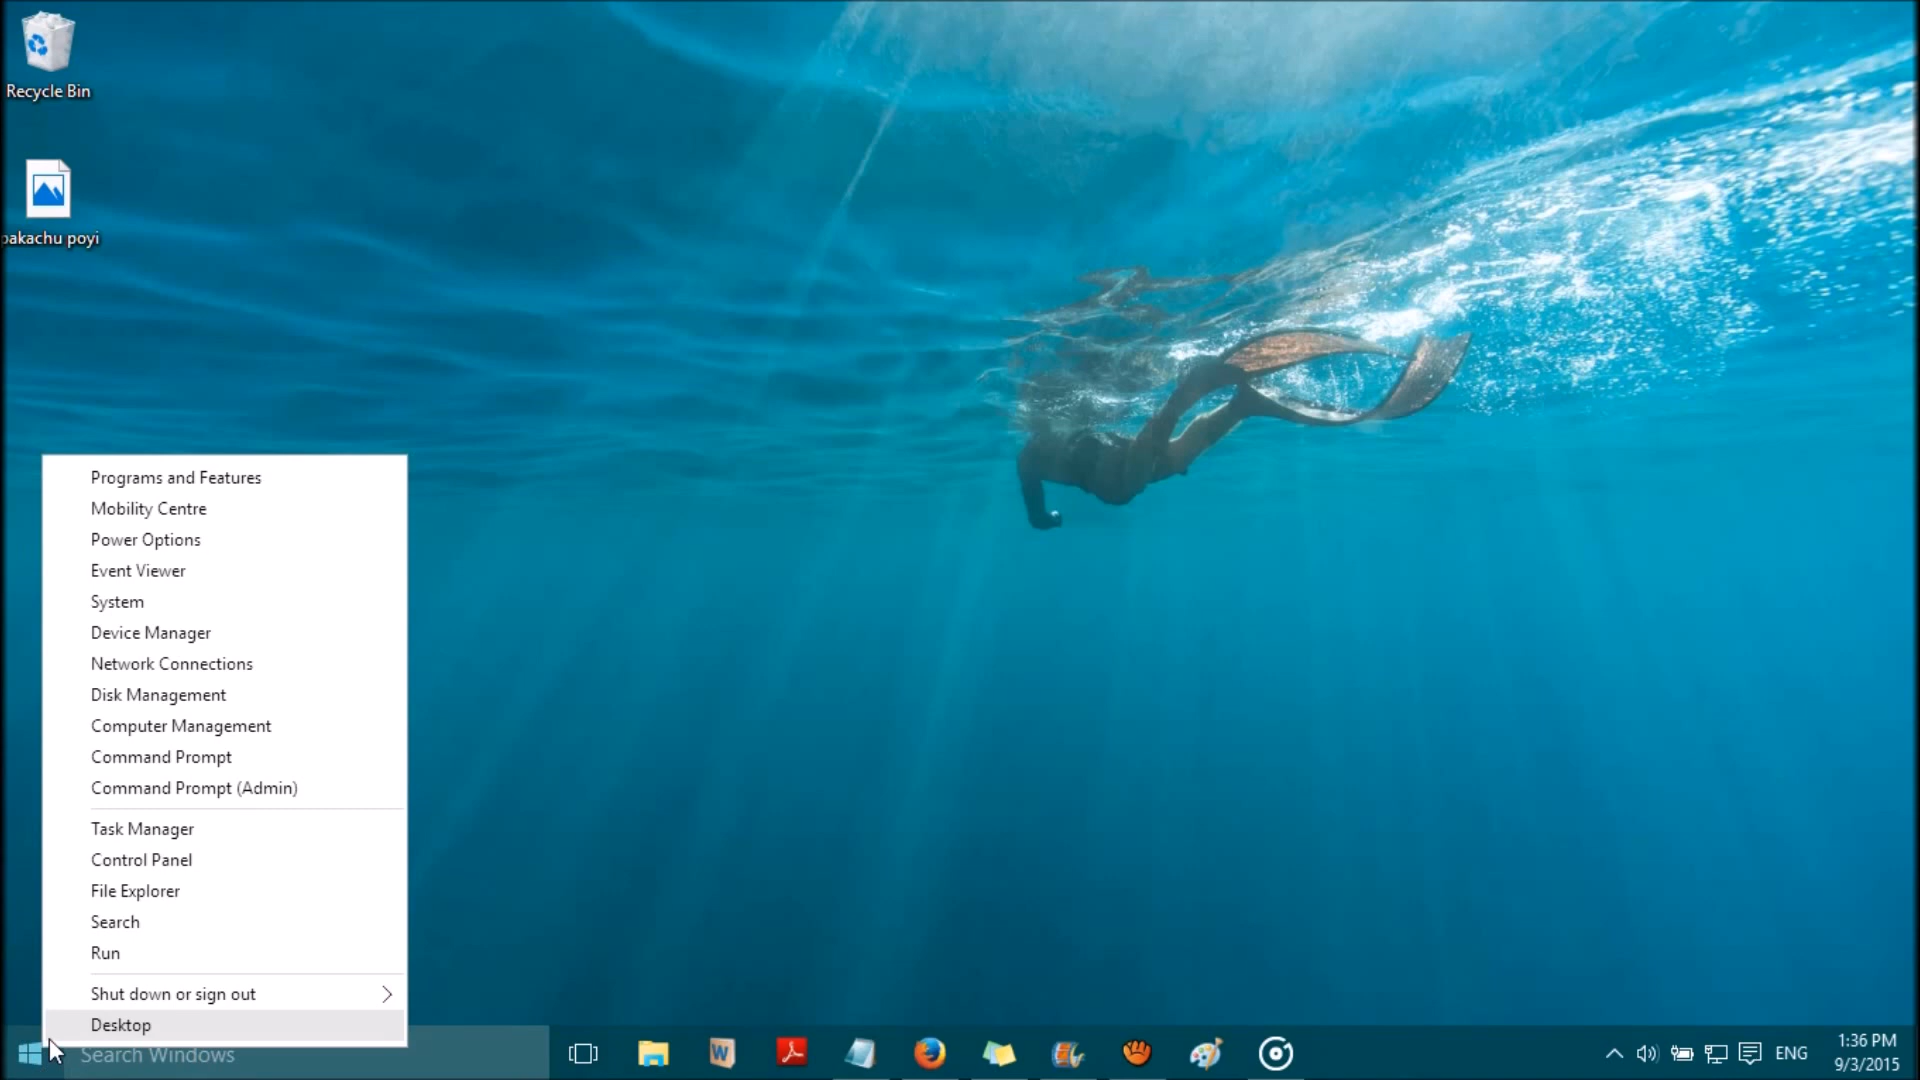 Recycle Bin
pakachu poyi
Programs and Features
Mobility Centre
Power Options
Event Viewer
System
Device Manager
Network Connections
Disk Management
Computer Management
Command Prompt
Command Prompt (Admin)
Task Manager
Control Panel
File Explorer
Search
Run
Shut down or sign out
Desktop
Search Windows
ENG
1:36 PM
9/3/2015